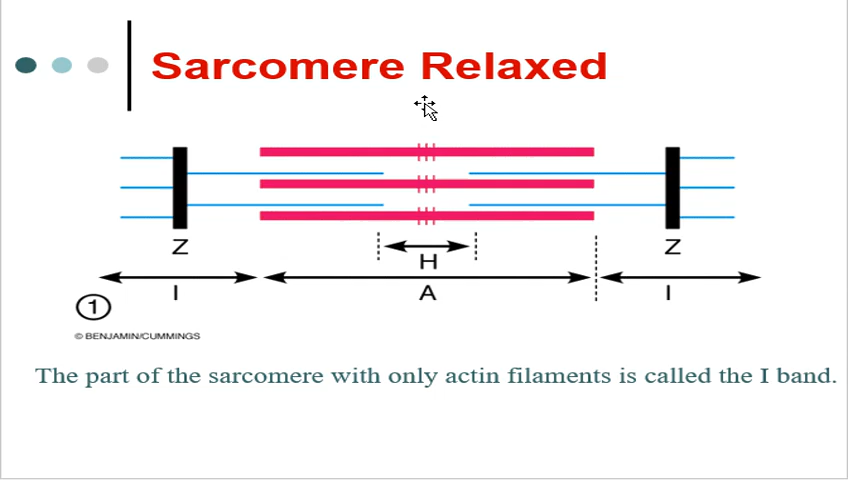 Sarcomere Relaxed
Z Z
H
I A I
1
© BENJAMIN/CUMMINGS
The part of the sarcomere with only actin filaments is called the I band.